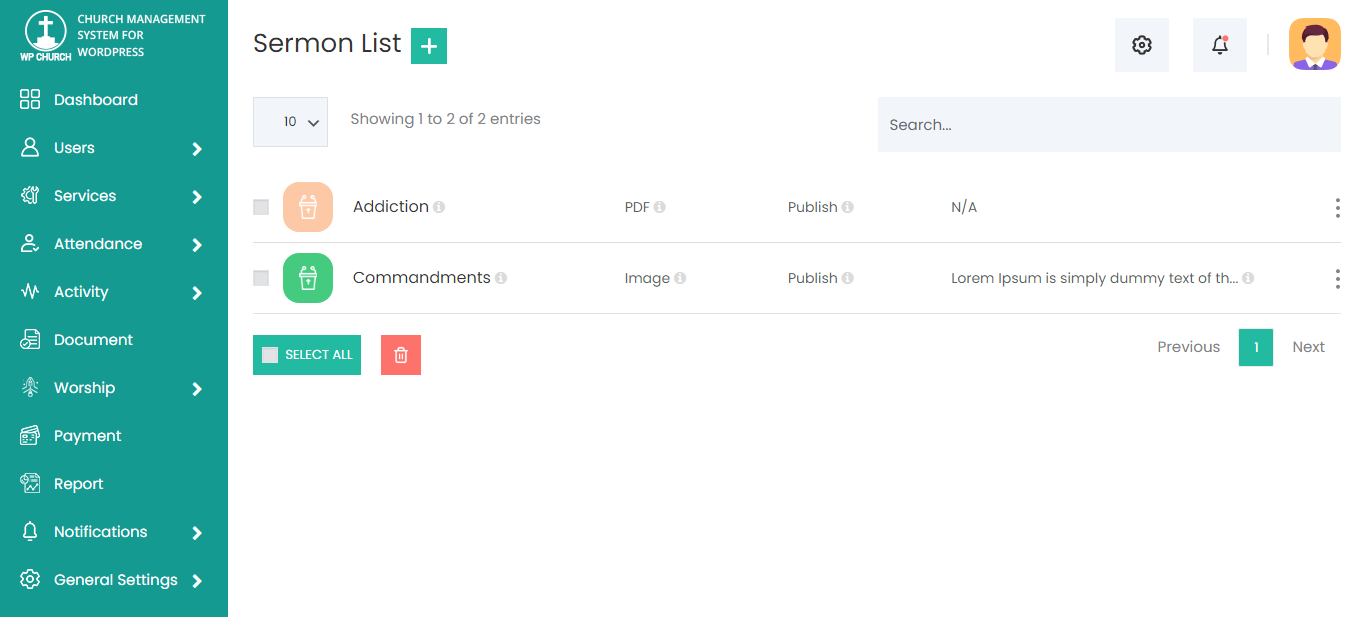 CHURCH MANAGEMENT
SYSTEM FOR
WORDPRESS
WP CHURCH
Dashboard
Users
Services
Attendance
Activity
Document
Worship
Payment
Report
Notifications
General Settings
Sermon List
10 Showing 1 to 2 of 2 entries Search...
Addiction PDF Publish N/A
Commandments Image Publish Lorem Ipsum is simply dummy text of th...
SELECT ALL
Previous 1 Next